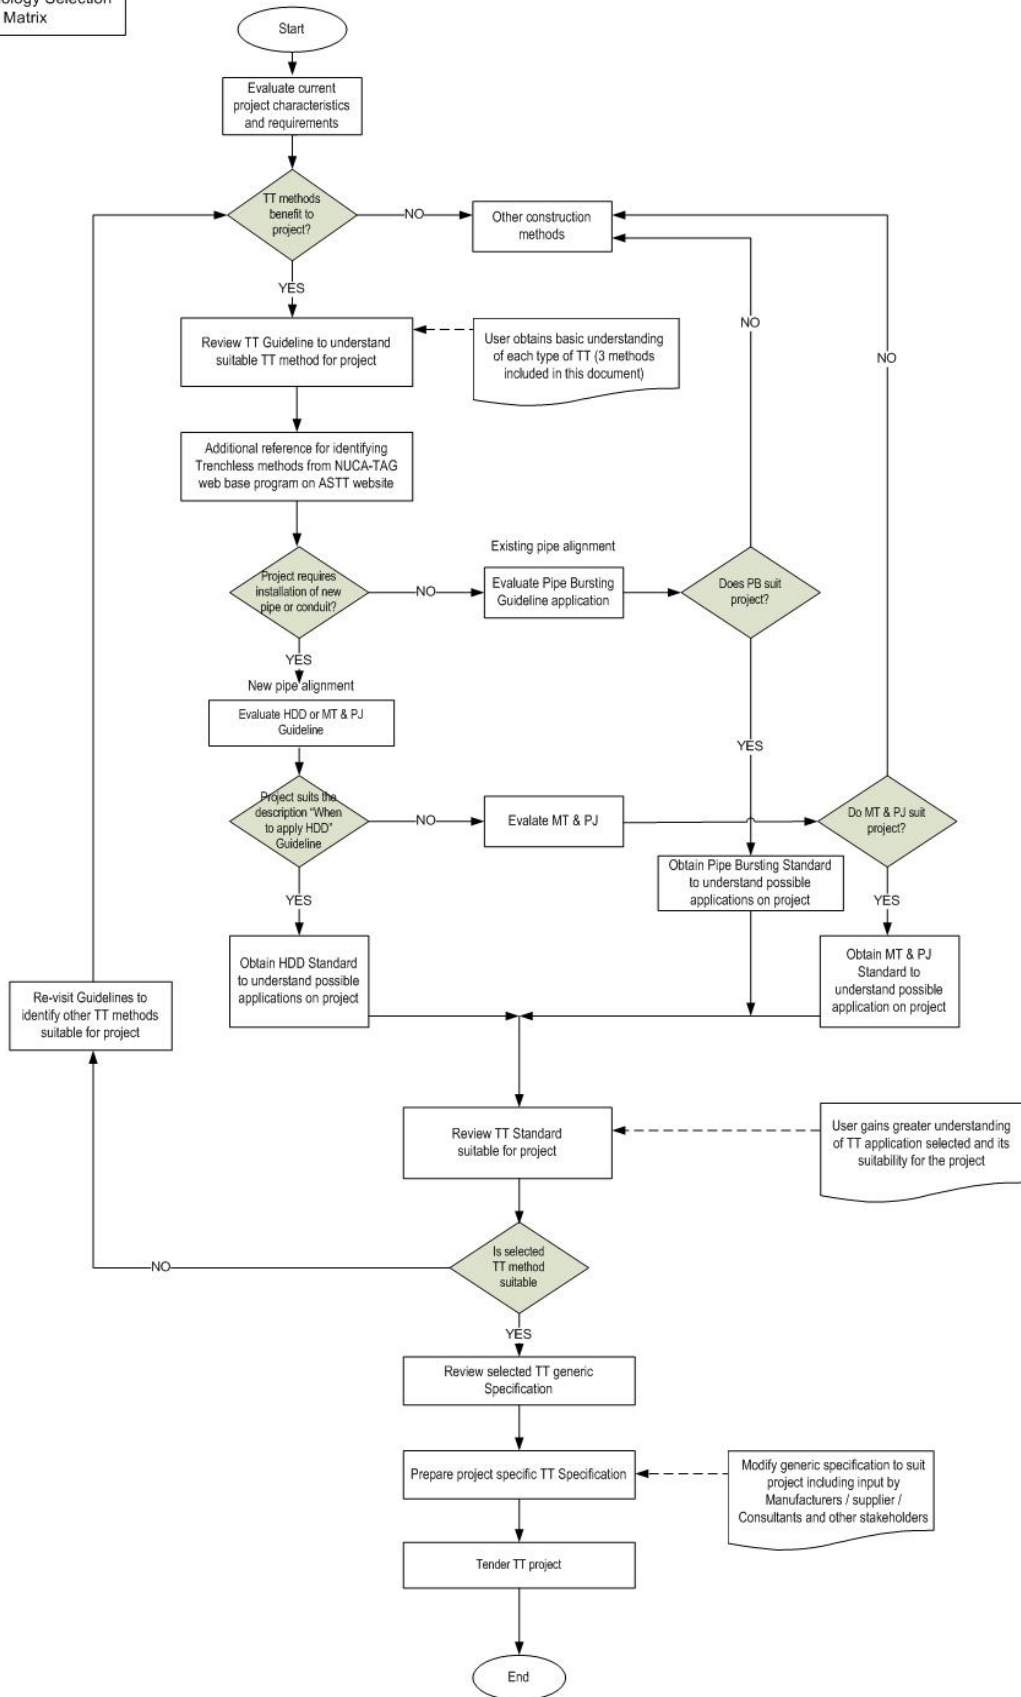 ology Selection
Matrix
Start
Evaluate current
project characteristics
and requirements
TT methods
benefit to
project?
NO
Other construction
methods
YES
NO
NO
Review TT Guideline to understand
suitable TT method for project
User obtains basic understanding
of each type of TT (3 methods
included in this document)
Additional reference for identifying
Trenchless methods from NUCA-TAG
web base program on ASTT website
Project requires
installation of new
pipe or conduit?
NO
Existing pipe alignment
Evaluate Pipe Bursting
Guideline application
Does PB suit
project?
YES
New pipe alignment
Evaluate HDD or MT & PJ
Guideline
YES
Project suits the
description “When
to apply HDD”
Guideline
NO
Evalate MT & PJ
Do MT & PJ suit
project?
Obtain Pipe Bursting Standard
to understand possible
applications on project
YES
YES
Obtain HDD Standard
to understand possible
applications on project
Obtain MT & PJ
Standard to
understand possible
application on project
Re-visit Guidelines to
identify other TT methods
suitable for project
Review TT Standard
suitable for project
User gains greater understanding
of TT application selected and its
suitability for the project
Is selected
TT method
suitable
NO
YES
Review selected TT generic
Specification
Prepare project specific TT Specification
Modify generic specification to suit
project including input by
Manufacturers / supplier /
Consultants and other stakeholders
Tender TT project
End